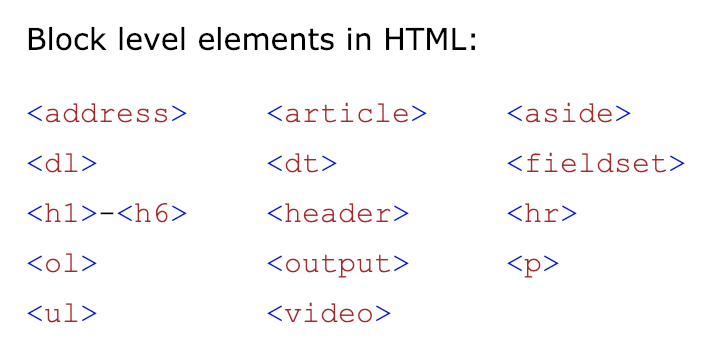 Block level elements in HTML:
<address> <article> <aside>
<dl> <dt> <fieldset>
<h1>-<h6> <header> <hr>
<ol> <output> <p>
<ul> <video>